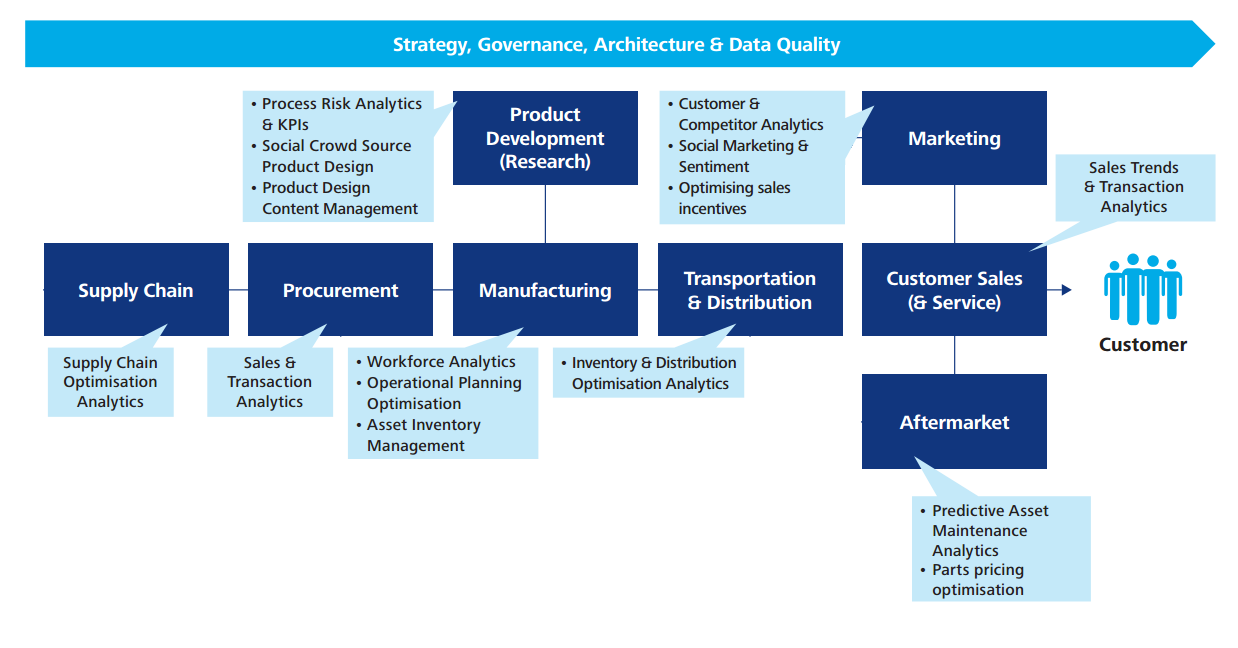 Strategy, Governance, Architecture & Data Quality
• Process Risk Analytics
& KPIs
• Social Crowd Source
Product Design
• Product Design
Content Management
Product
Development
(Research)
• Customer &
Competitor Analytics
• Social Marketing &
Sentiment
• Optimising sales
incentives
Marketing
Sales Trends
& Transaction
Analytics
Supply Chain
Procurement
Manufacturing
Transportation
& Distribution
Customer Sales
(& Service)
Customer
Supply Chain
Optimisation
Analytics
Sales &
Transaction
Analytics
• Workforce Analytics
• Operational Planning
Optimisation
• Asset Inventory
Management
• Inventory & Distribution
Optimisation Analytics
Aftermarket
• Predictive Asset
Maintenance
Analytics
• Parts pricing
optimisation